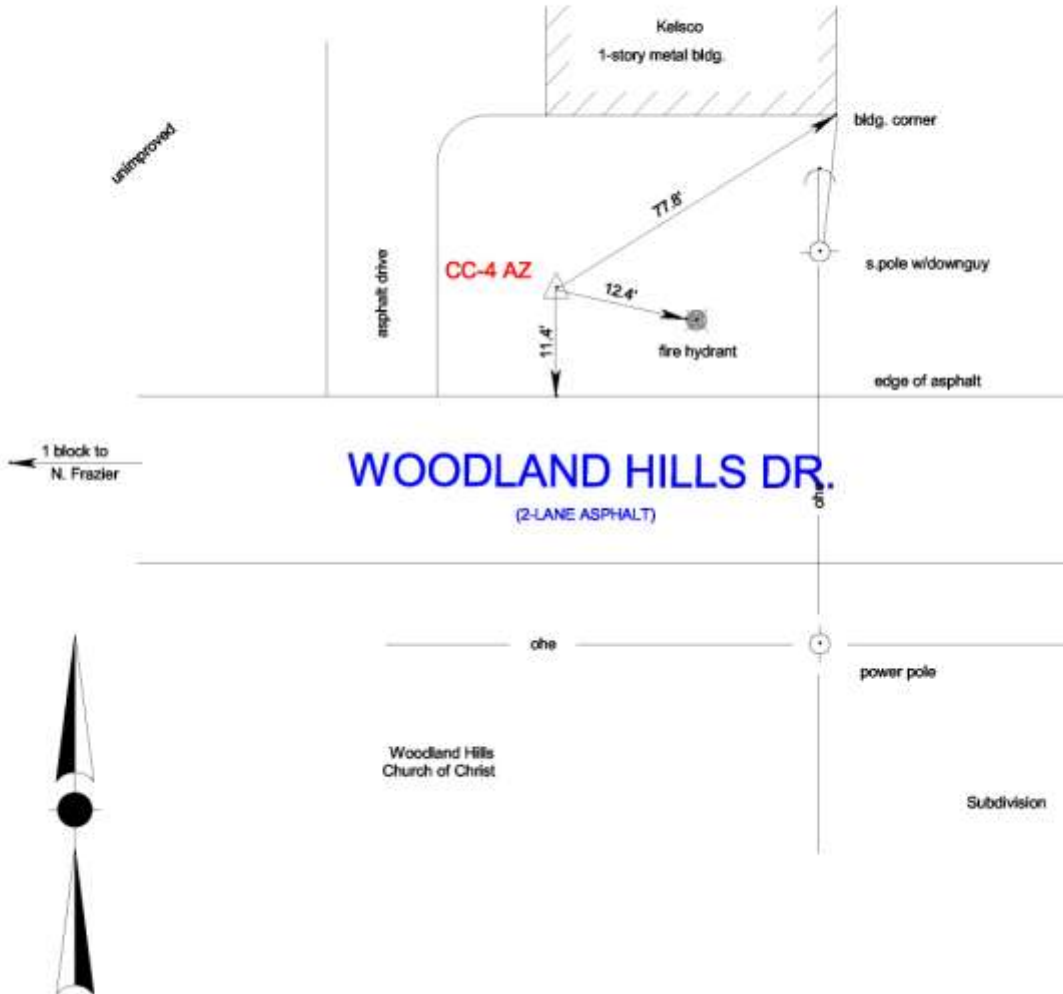 Kelsco
1-story metal bldg.
bldg. corner
unimproved
77.8'
asphalt drive
CC-4 AZ
12.4'
s.pole w/downguy
11.4'
fire hydrant
edge of asphalt
1 block to
N. Frazier
WOODLAND HILLS DR.
(2-LANE ASPHALT)
ohe
ohe
power pole
Woodland Hills
Church of Christ
Subdivision